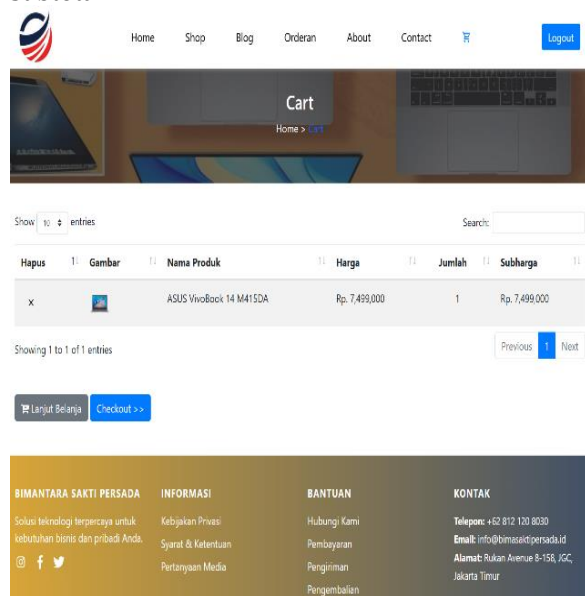 Home Shop Blog Orderan About Contact Logout
Cart
Home > Cart
Show 10 entries Search:
Hapus Gambar Nama Produk Harga Jumlah Subharga
x ASUS VivoBook 14 M415DA Rp. 7,499,000 1 Rp. 7,499,000
Showing 1 to 1 of 1 entries Previous 1 Next
Lanjut Belanja Checkout >>
BIMANTARA SAKTI PERSADA
Solusi teknologi terpercaya untuk
kebutuhan bisnis dan pribadi Anda.
INFORMASI
Kebijakan Privasi
Syarat & Ketentuan
Pertanyaan Media
BANTUAN
Hubungi Kami
Pembayaran
Pengiriman
Pengembalian
KONTAK
Telepon: +62 812 120 8030
Email: info@bimasaktipersada.id
Alamat: Rukan Avenue 8-158, JGC,
Jakarta Timur